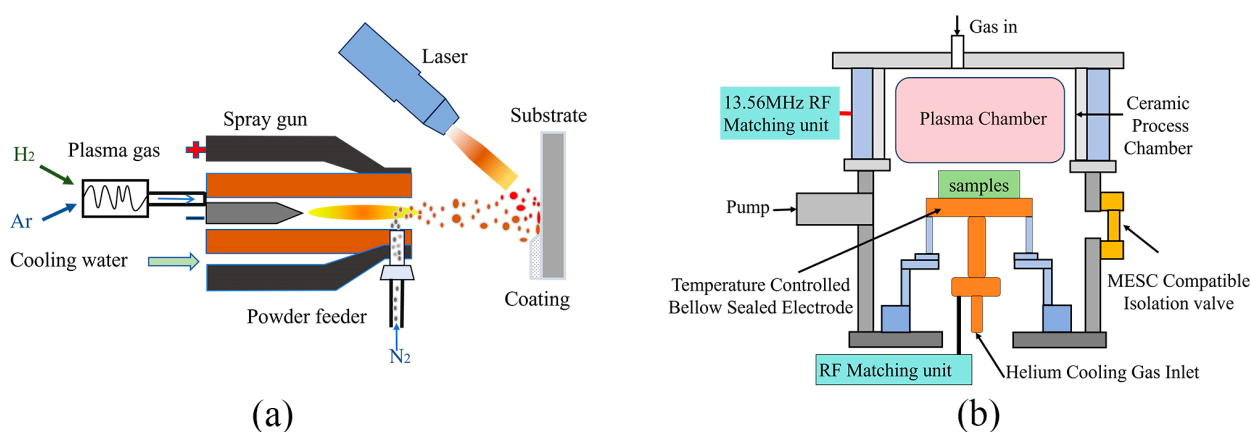 Laser
Spray gun
Substrate
H₂
Plasma gas
Ar
Cooling water
Powder feeder
Coating
N₂
(a)
Gas in
13.56MHz RF
Matching unit
Plasma Chamber
Ceramic
Process
Chamber
samples
Pump
Temperature Controlled
Bellow Sealed Electrode
MESC Compatible
Isolation valve
RF Matching unit
Helium Cooling Gas Inlet
(b)